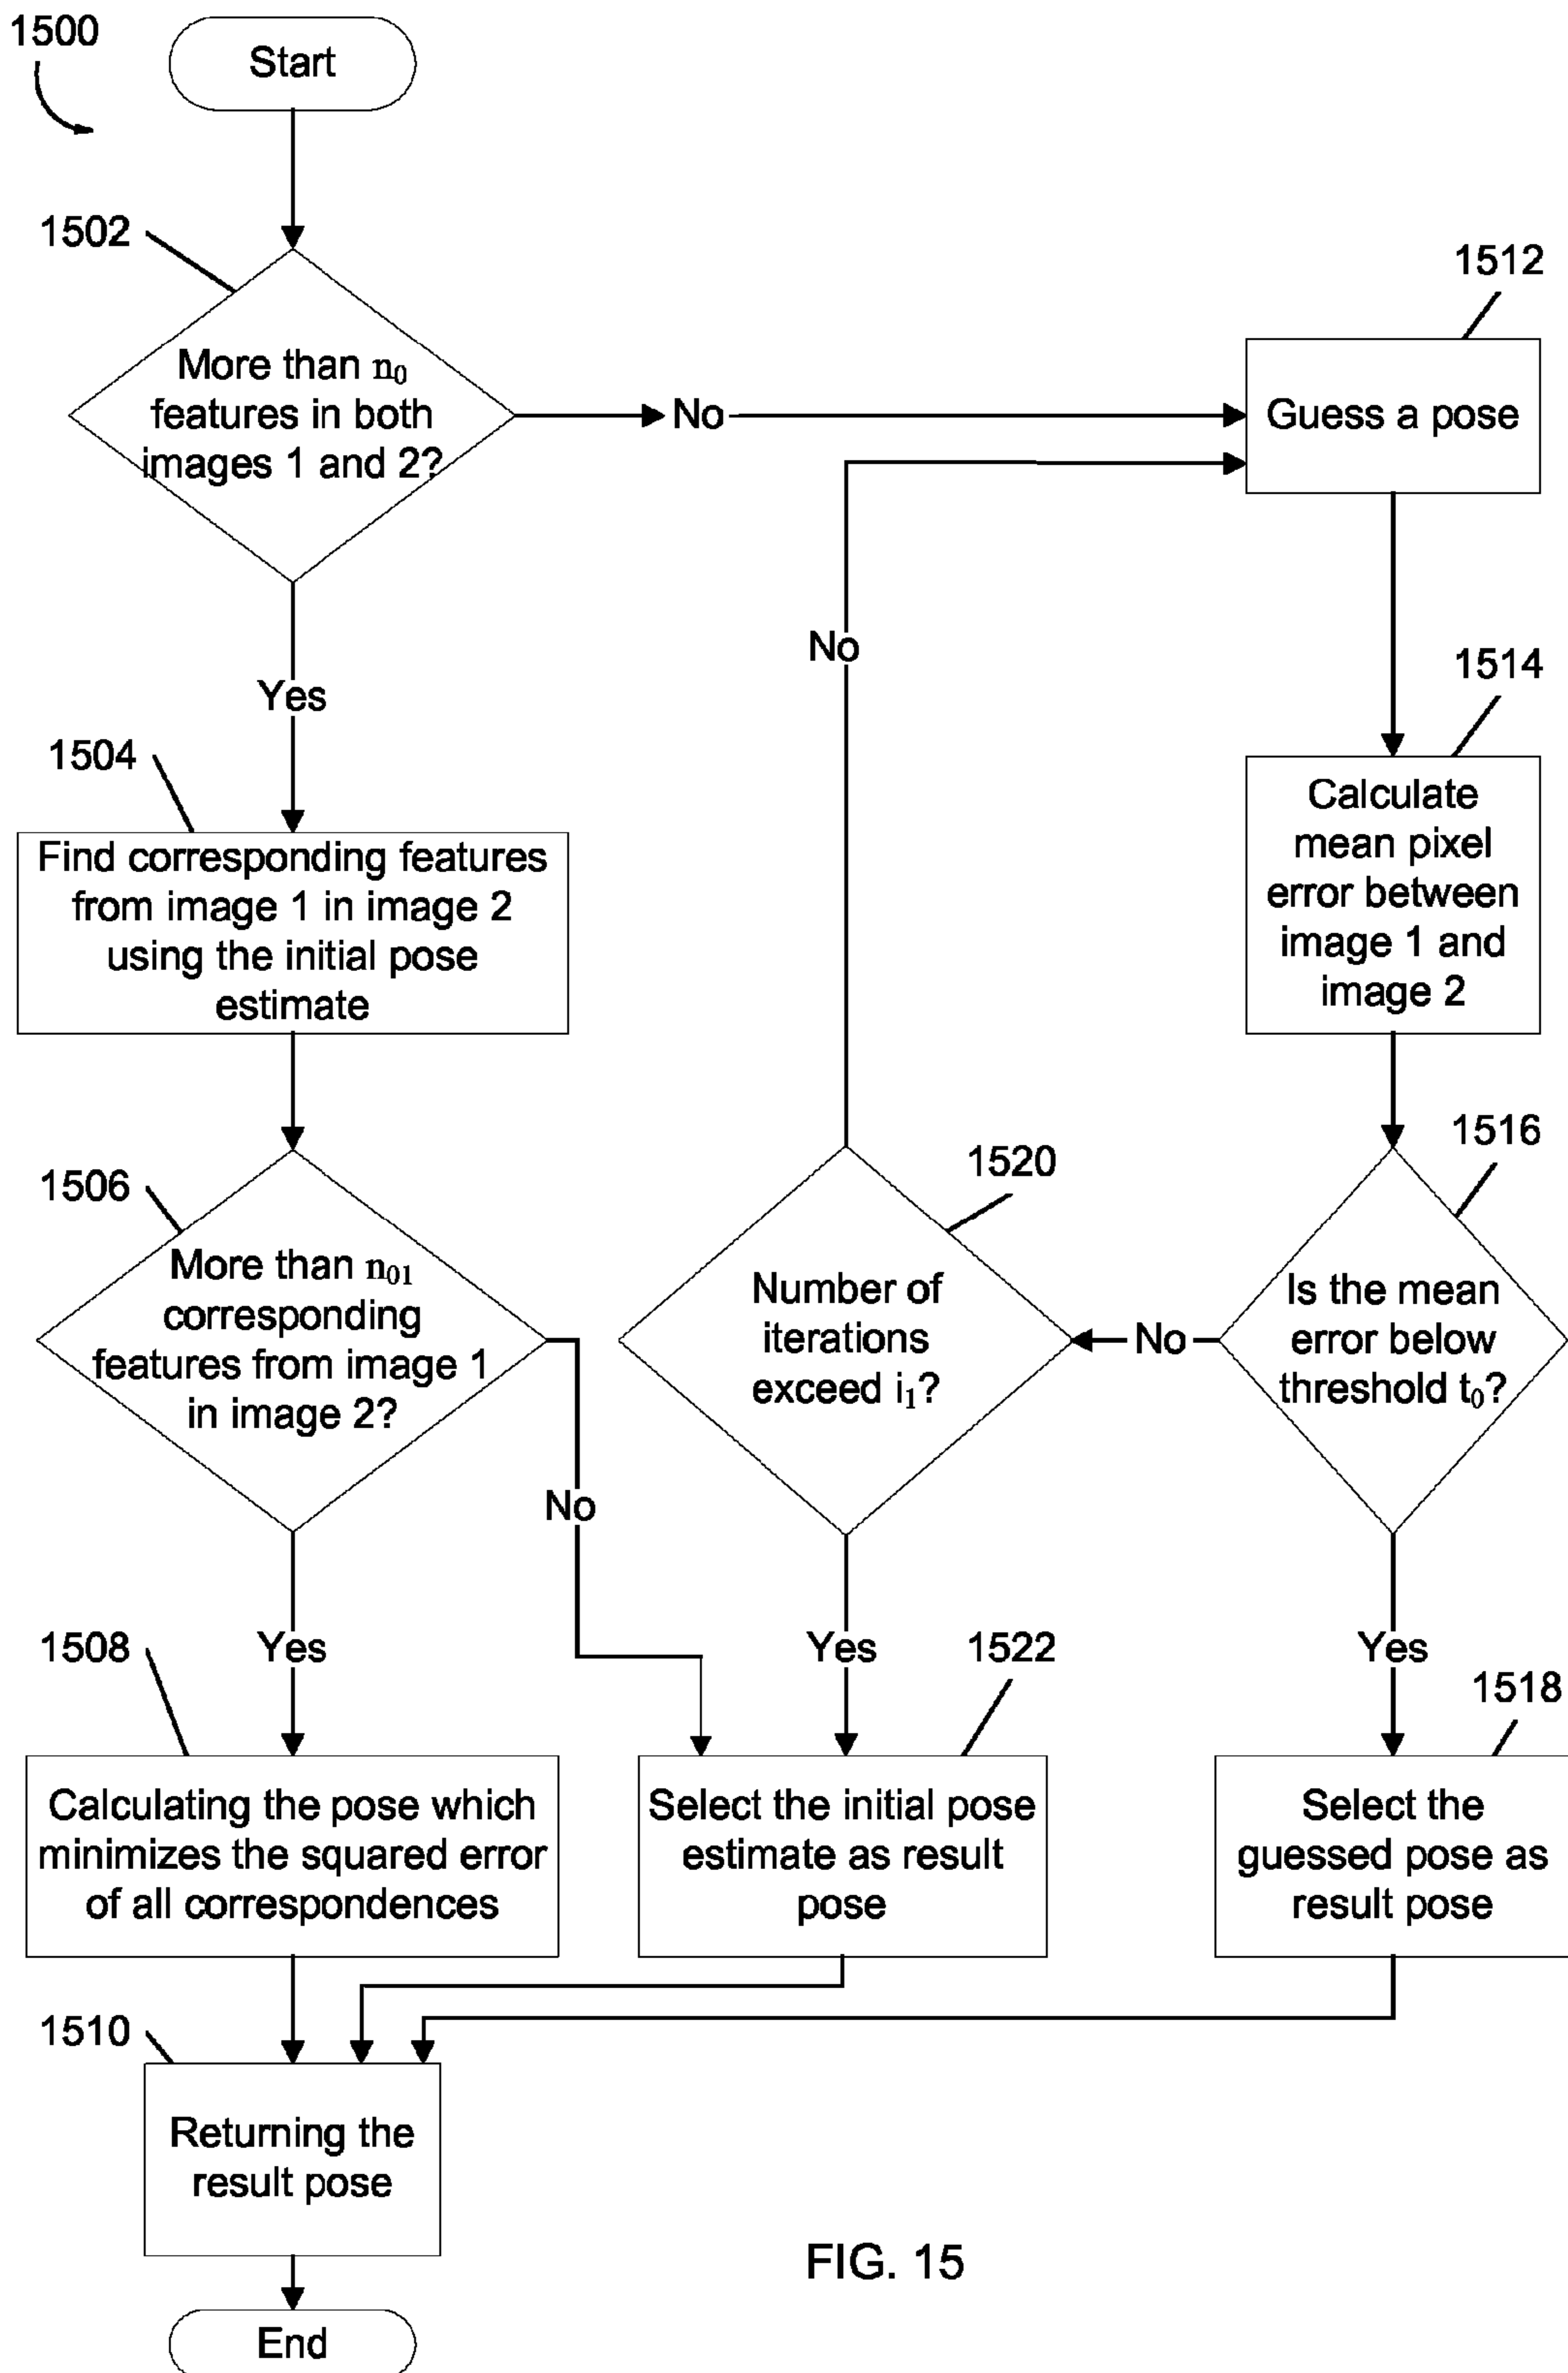 1500
Start
1502
More than n₀
features in both
images 1 and 2?
No
1512
Guess a pose
Yes
No
1504
Find corresponding features
from image 1 in image 2
using the initial pose
estimate
1514
Calculate
mean pixel
error between
image 1 and
image 2
1506
More than n₀₁
corresponding
features from image 1
in image 2?
No
1520
Number of
iterations
exceed i₁?
No
1516
Is the mean
error below
threshold t₀?
Yes
Yes
Yes
1508
Calculating the pose which
minimizes the squared error
of all correspondences
1522
Select the initial pose
estimate as result
pose
1518
Select the
guessed pose as
result pose
1510
Returning the
result pose
End
FIG. 15